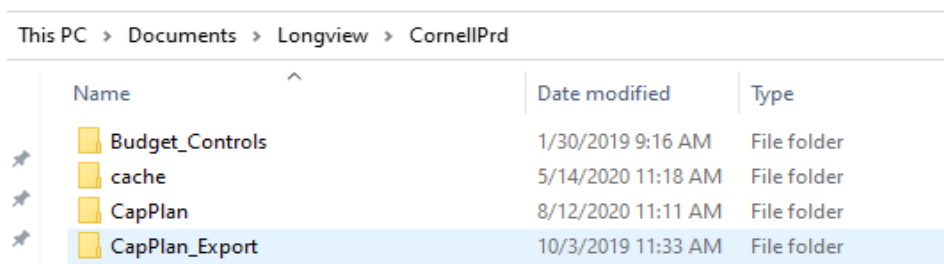 This PC > Documents > Longview > CornellPrd
Name Date modified Type
Budget_Controls 1/30/2019 9:16 AM File folder
cache 5/14/2020 11:18 AM File folder
CapPlan 8/12/2020 11:11 AM File folder
CapPlan_Export 10/3/2019 11:33 AM File folder